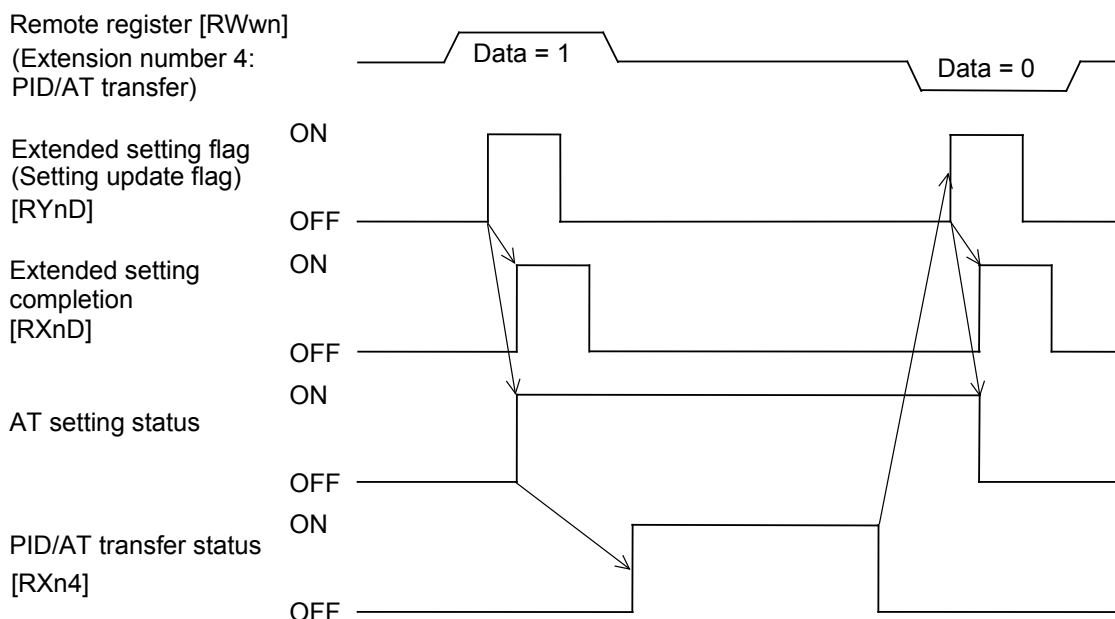 Remote register [RWwn]
(Extension number 4:
PID/AT transfer)
Data = 1
Data = 0
Extended setting flag
(Setting update flag)
[RYnD]
ON
OFF
Extended setting
completion
[RXnD]
ON
OFF
AT setting status
ON
OFF
PID/AT transfer status
[RXn4]
ON
OFF